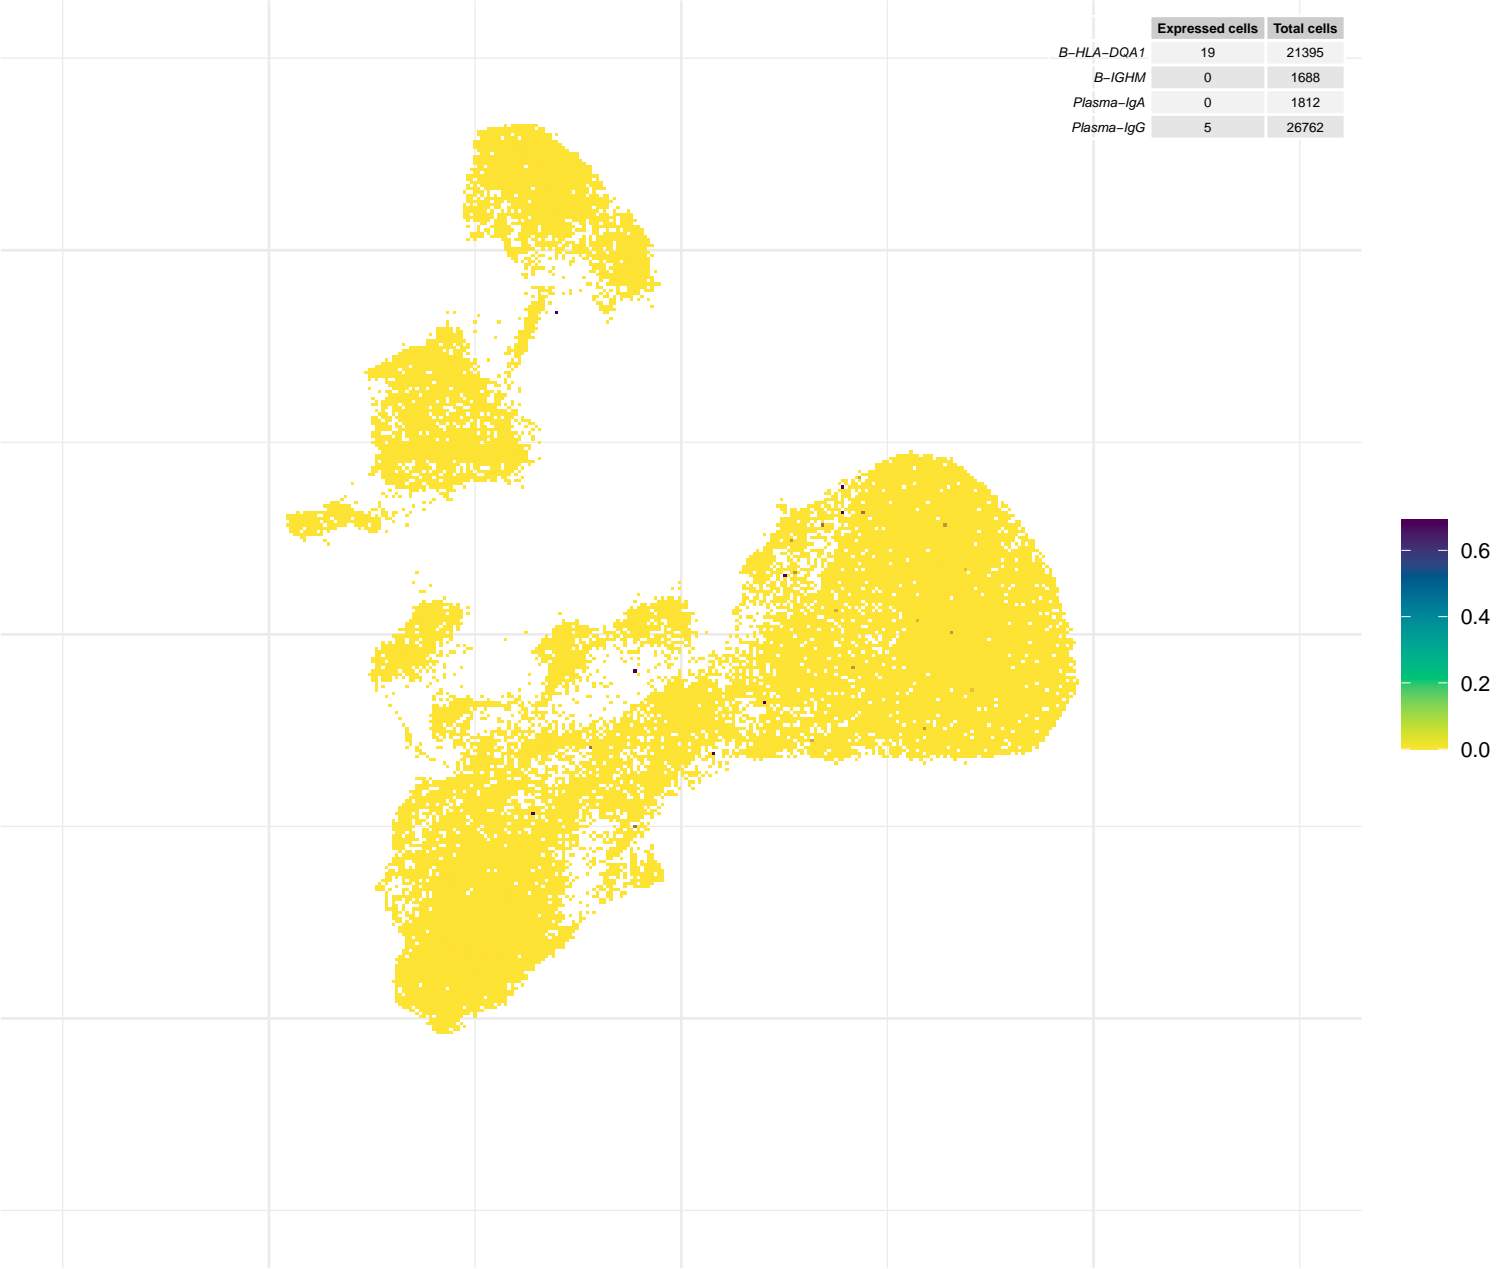 Expressed cells Total cells
B−HLA−DQA1 19 21395
B−IGHM 0 1688
Plasma−IgA 0 1812
Plasma−IgG 5 26762
0.6
0.4
0.2
0.0